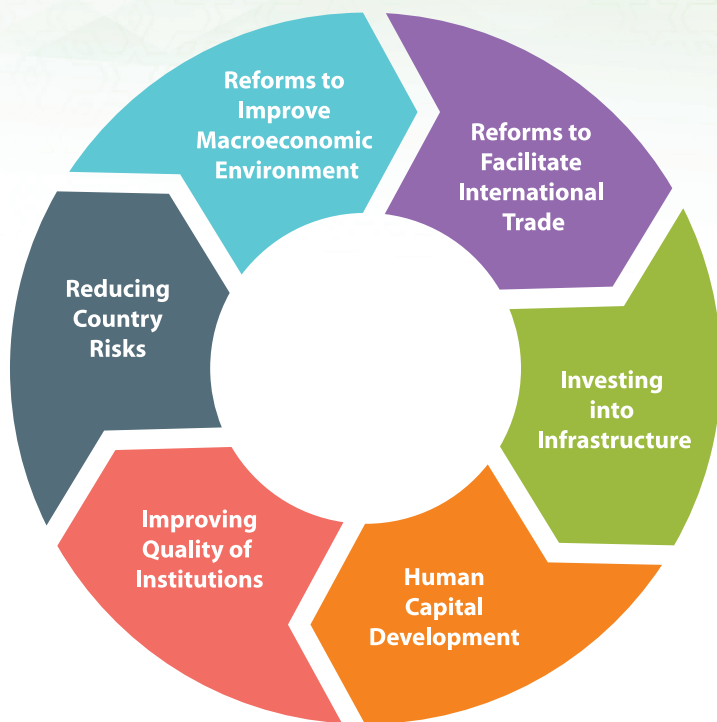 Reforms to
Improve
Macroeconomic
Environment
Reforms to
Facilitate
International
Trade
Investing
into
Infrastructure
Human
Capital
Development
Improving
Quality of
Institutions
Reducing
Country
Risks